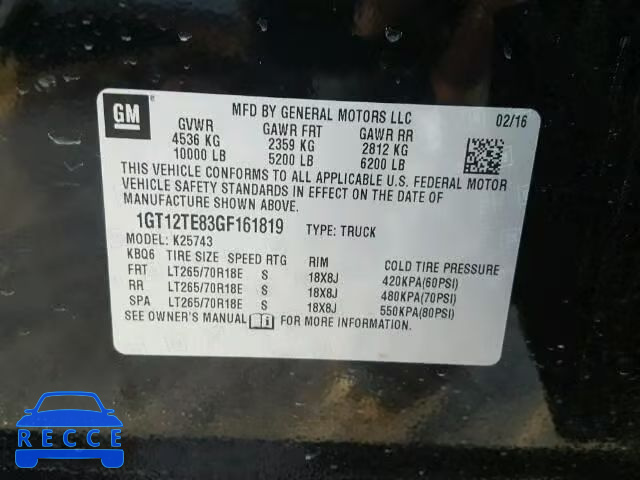 GM
MFD BY GENERAL MOTORS LLC
02/16
GVWR GAWR FRT GAWR RR
4536 KG 2359 KG 2812 KG
10000 LB 5200 LB 6200 LB
THIS VEHICLE CONFORMS TO ALL APPLICABLE U.S. FEDERAL MOTOR
VEHICLE SAFETY STANDARDS IN EFFECT ON THE DATE OF
MANUFACTURE SHOWN ABOVE.
1GT12TE83GF161819 TYPE: TRUCK
MODEL: K25743
KBQ6 TIRE SIZE SPEED RTG RIM COLD TIRE PRESSURE
FRT LT265/70R18E S 18X8J 420KPA(60PSI)
RR LT265/70R18E S 18X8J 480KPA(70PSI)
SPA LT265/70R18E S 18X8J 550KPA(80PSI)
SEE OWNER'S MANUAL FOR MORE INFORMATION.
RECCE